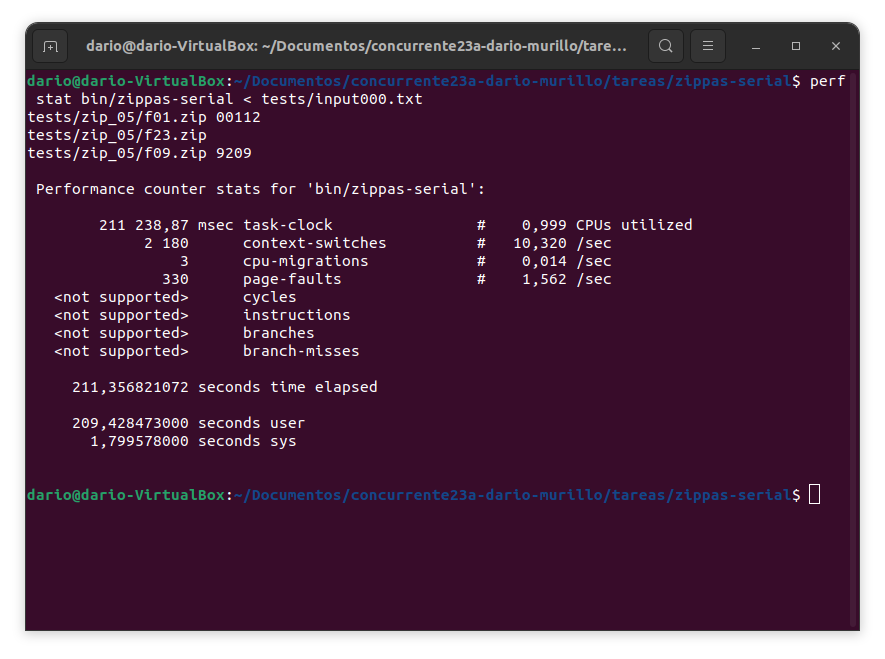 dario@dario-VirtualBox: ~/Documentos/concurrente23a-dario-murillo/tare...
dario@dario-VirtualBox:~/Documentos/concurrente23a-dario-murillo/tareas/zippas-serial$ perf
 stat bin/zippas-serial < tests/input000.txt
tests/zip_05/f01.zip 00112
tests/zip_05/f23.zip
tests/zip_05/f09.zip 9209
 Performance counter stats for 'bin/zippas-serial':
        211 238,87 msec task-clock                #    0,999 CPUs utilized
             2 180      context-switches          #   10,320 /sec
                 3      cpu-migrations            #    0,014 /sec
               330      page-faults               #    1,562 /sec
   <not supported>      cycles
   <not supported>      instructions
   <not supported>      branches
   <not supported>      branch-misses
     211,356821072 seconds time elapsed
     209,428473000 seconds user
       1,799578000 seconds sys
dario@dario-VirtualBox:~/Documentos/concurrente23a-dario-murillo/tareas/zippas-serial$